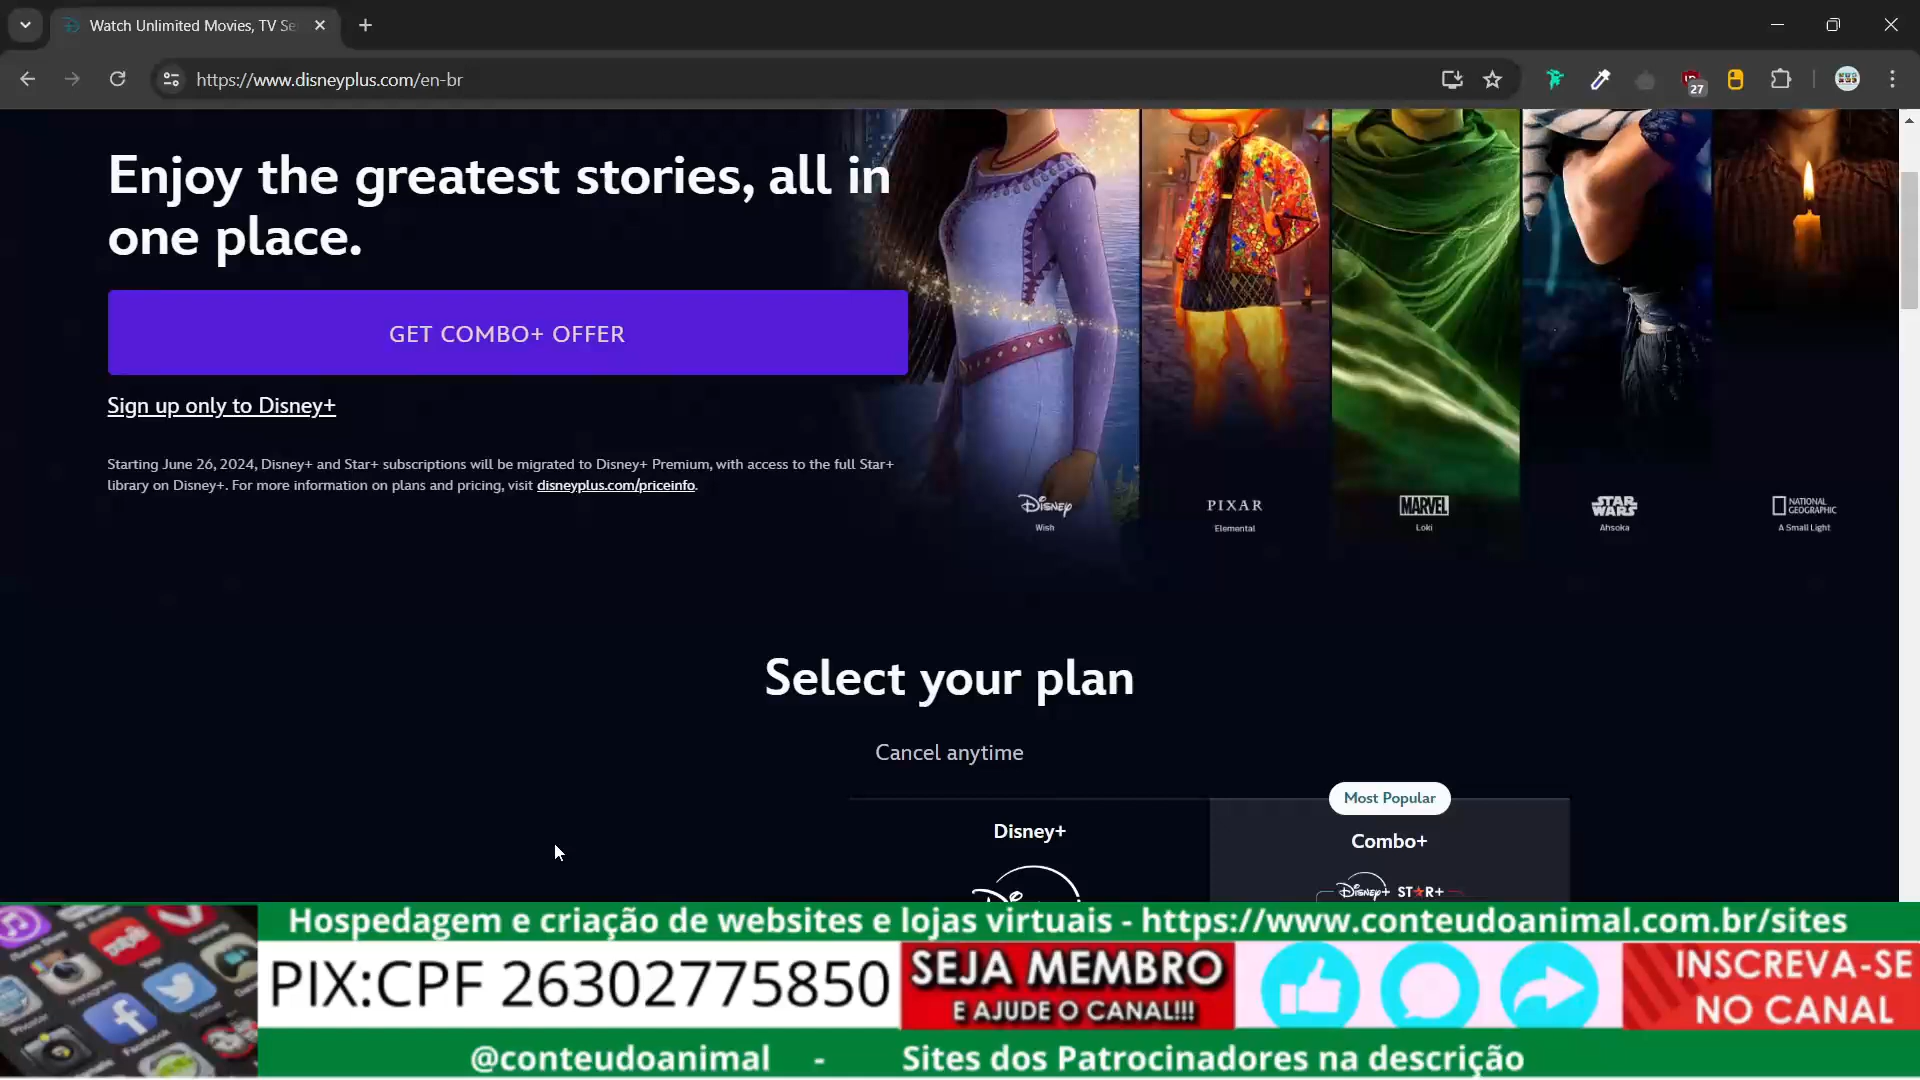 Watch Unlimited Movies, TV Se
https://www.disneyplus.com/en-br
27
Enjoy the greatest stories, all in
one place.
GET COMBO+ OFFER
Sign up only to Disney+
Starting June 26, 2024, Disney+ and Star+ subscriptions will be migrated to Disney+ Premium, with access to the full Star+
library on Disney+. For more information on plans and pricing, visit disneyplus.com/priceinfo.
Disney
Wish
PIXAR
Elemental
MARVEL
Loki
STAR
WARS
Ahsoka
NATIONAL
GEOGRAPHIC
A Small Light
Select your plan
Cancel anytime
Most Popular
Disney+
Combo+
Disney+ ST★R+
Hospedagem e criação de websites e lojas virtuais - https://www.conteudoanimal.com.br/sites
PIX:CPF 26302775850
SEJA MEMBRO
E AJUDE O CANAL!!!
INSCREVA-SE
NO CANAL
@conteudoanimal - Sites dos Patrocinadores na descrição